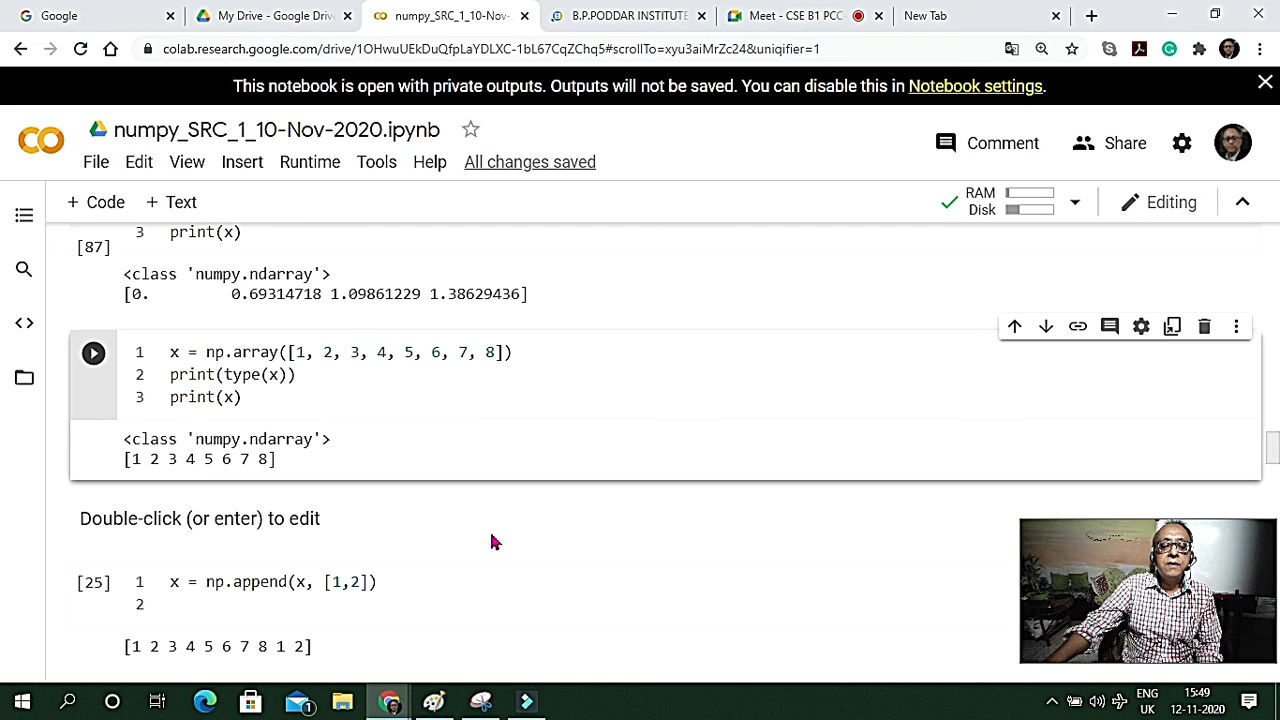 Google
My Drive - Google Driv
numpy_SRC_1_10-Nov-
B.P.PODDAR INSTITUTE
Meet - CSE B1 PCC-
New Tab
colab.research.google.com/drive/1OHwuUEkDuQfpLaYDLXC-1bL67CqZChq5#scrollTo=xyu3aiMrZc24&uniqifier=1
This notebook is open with private outputs. Outputs will not be saved. You can disable this in Notebook settings.
numpy_SRC_1_10-Nov-2020.ipynb
Comment
Share
File Edit View Insert Runtime Tools Help All changes saved
+ Code + Text
RAM
Disk
Editing
3 print(x)
[87]
<class 'numpy.ndarray'>
[0. 0.69314718 1.09861229 1.38629436]
1 x = np.array([1, 2, 3, 4, 5, 6, 7, 8])
2 print(type(x))
3 print(x)
<class 'numpy.ndarray'>
[1 2 3 4 5 6 7 8]
Double-click (or enter) to edit
[25] 1 x = np.append(x, [1,2])
2
[1 2 3 4 5 6 7 8 1 2]
1
ENG
UK
15:49
12-11-2020